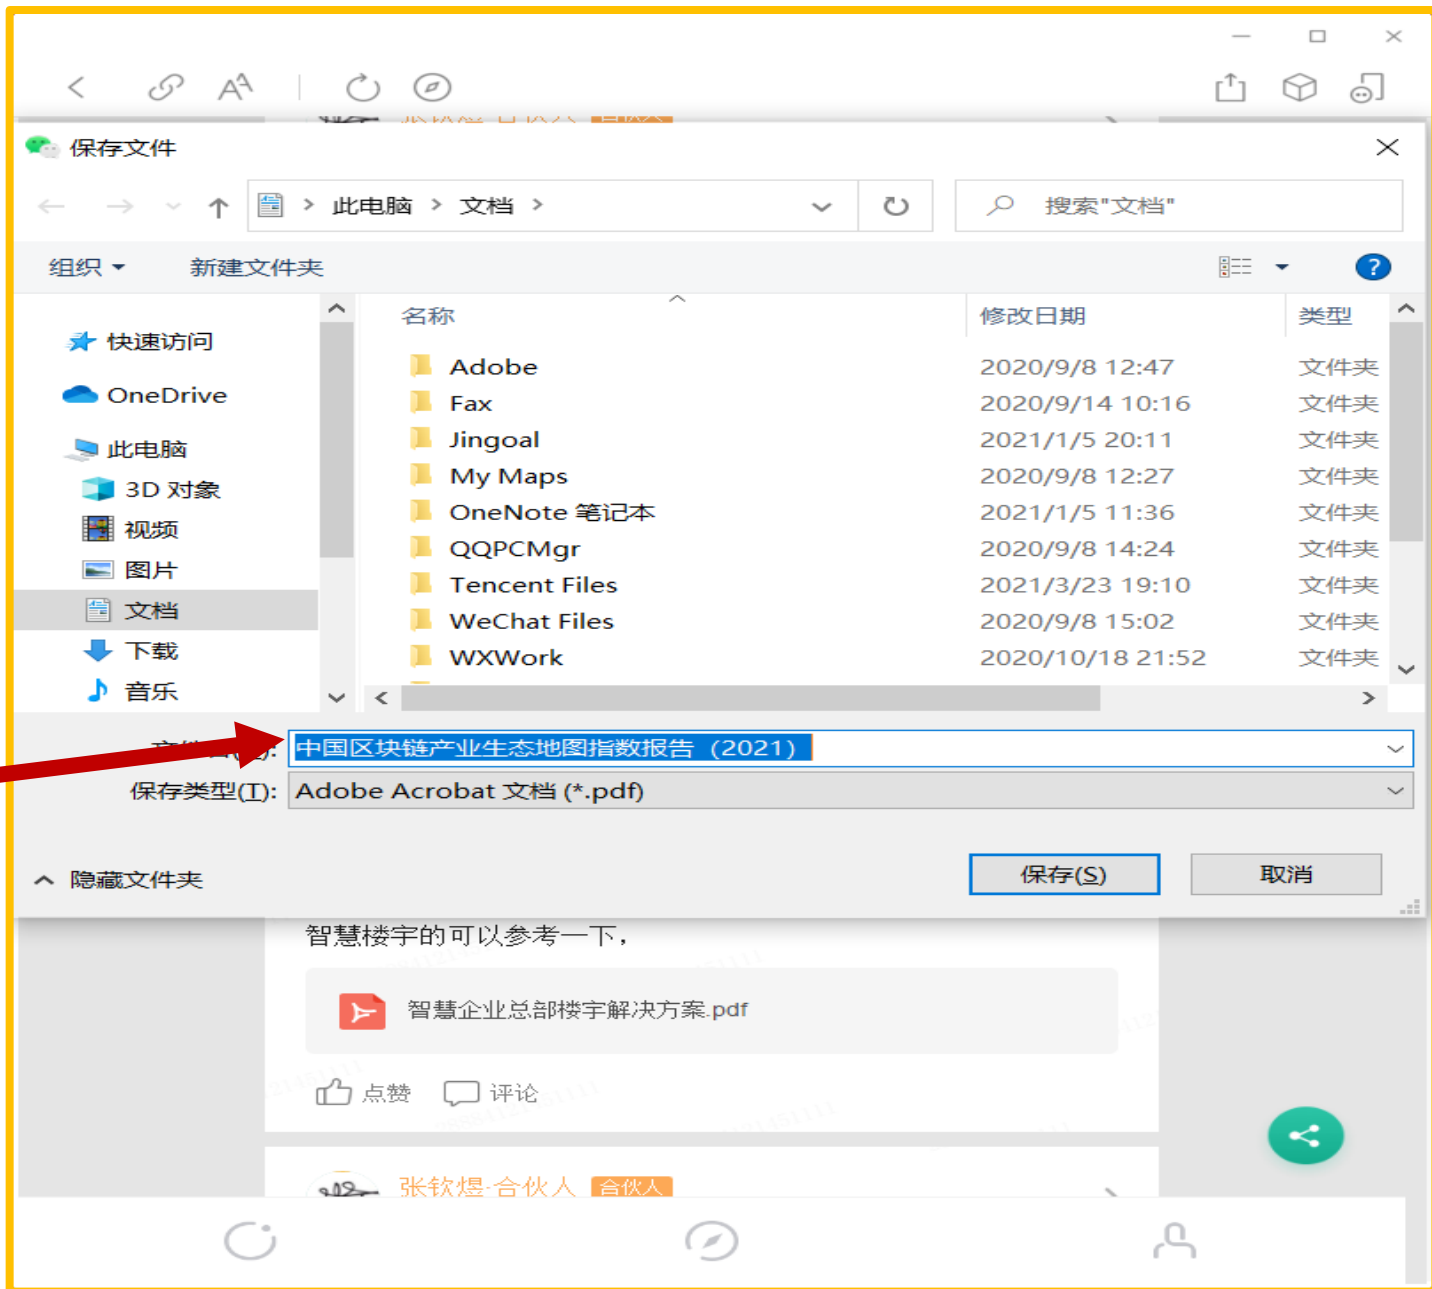 保存文件
此电脑 > 文档 >
搜索"文档"
组织
新建文件夹
名称 修改日期 类型
快速访问
OneDrive
此电脑
3D 对象
视频
图片
文档
下载
音乐
Adobe 2020/9/8 12:47 文件夹
Fax 2020/9/14 10:16 文件夹
Jingoal 2021/1/5 20:11 文件夹
My Maps 2020/9/8 12:27 文件夹
OneNote 笔记本 2021/1/5 11:36 文件夹
QQPCMgr 2020/9/8 14:24 文件夹
Tencent Files 2021/3/23 19:10 文件夹
WeChat Files 2020/9/8 15:02 文件夹
WXWork 2020/10/18 21:52 文件夹
中国区块链产业生态地图指数报告（2021）
保存类型(T): Adobe Acrobat 文档 (*.pdf)
隐藏文件夹
保存(S) 取消
智慧楼宇的可以参考一下，
智慧企业总部楼宇解决方案.pdf
点赞 评论
张钦煜-合伙人 合伙人